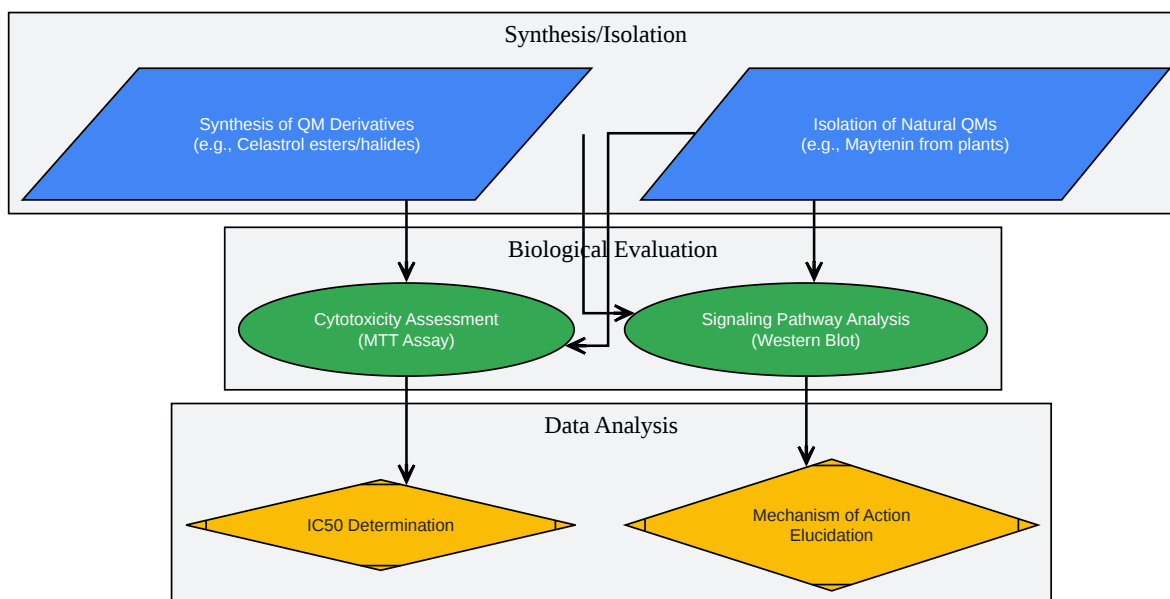 Synthesis/Isolation
Synthesis of QM Derivatives
(e.g., Celastrol esters/halides)
Isolation of Natural QMs
(e.g., Maytenin from plants)
Biological Evaluation
Cytotoxicity Assessment
(MTT Assay)
Signaling Pathway Analysis
(Western Blot)
Data Analysis
IC50 Determination
Mechanism of Action
Elucidation